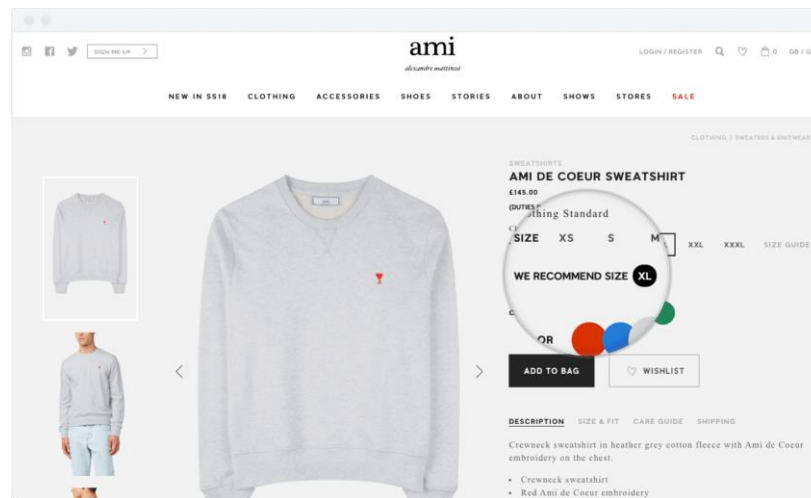 SIGN ME UP >
ami
alexandre mattiussi
LOGIN / REGISTER
0
GB / G
NEW IN SS18 CLOTHING ACCESSORIES SHOES STORIES ABOUT SHOWS STORES SALE
CLOTHING | SWEATERS & KNITWEAR
SWEATSHIRTS
AMI DE COEUR SWEATSHIRT
£145.00
(DUTIES
thing Standard
SIZE XS S M XXL XXXL SIZE GUIDE
WE RECOMMEND SIZE XL
OR
ADD TO BAG WISHLIST
DESCRIPTION SIZE & FIT CARE GUIDE SHIPPING
Crewneck sweatshirt in heather grey cotton fleece with Ami de Coeur
embroidery on the chest.
• Crewneck sweatshirt
• Red Ami de Coeur embroidery